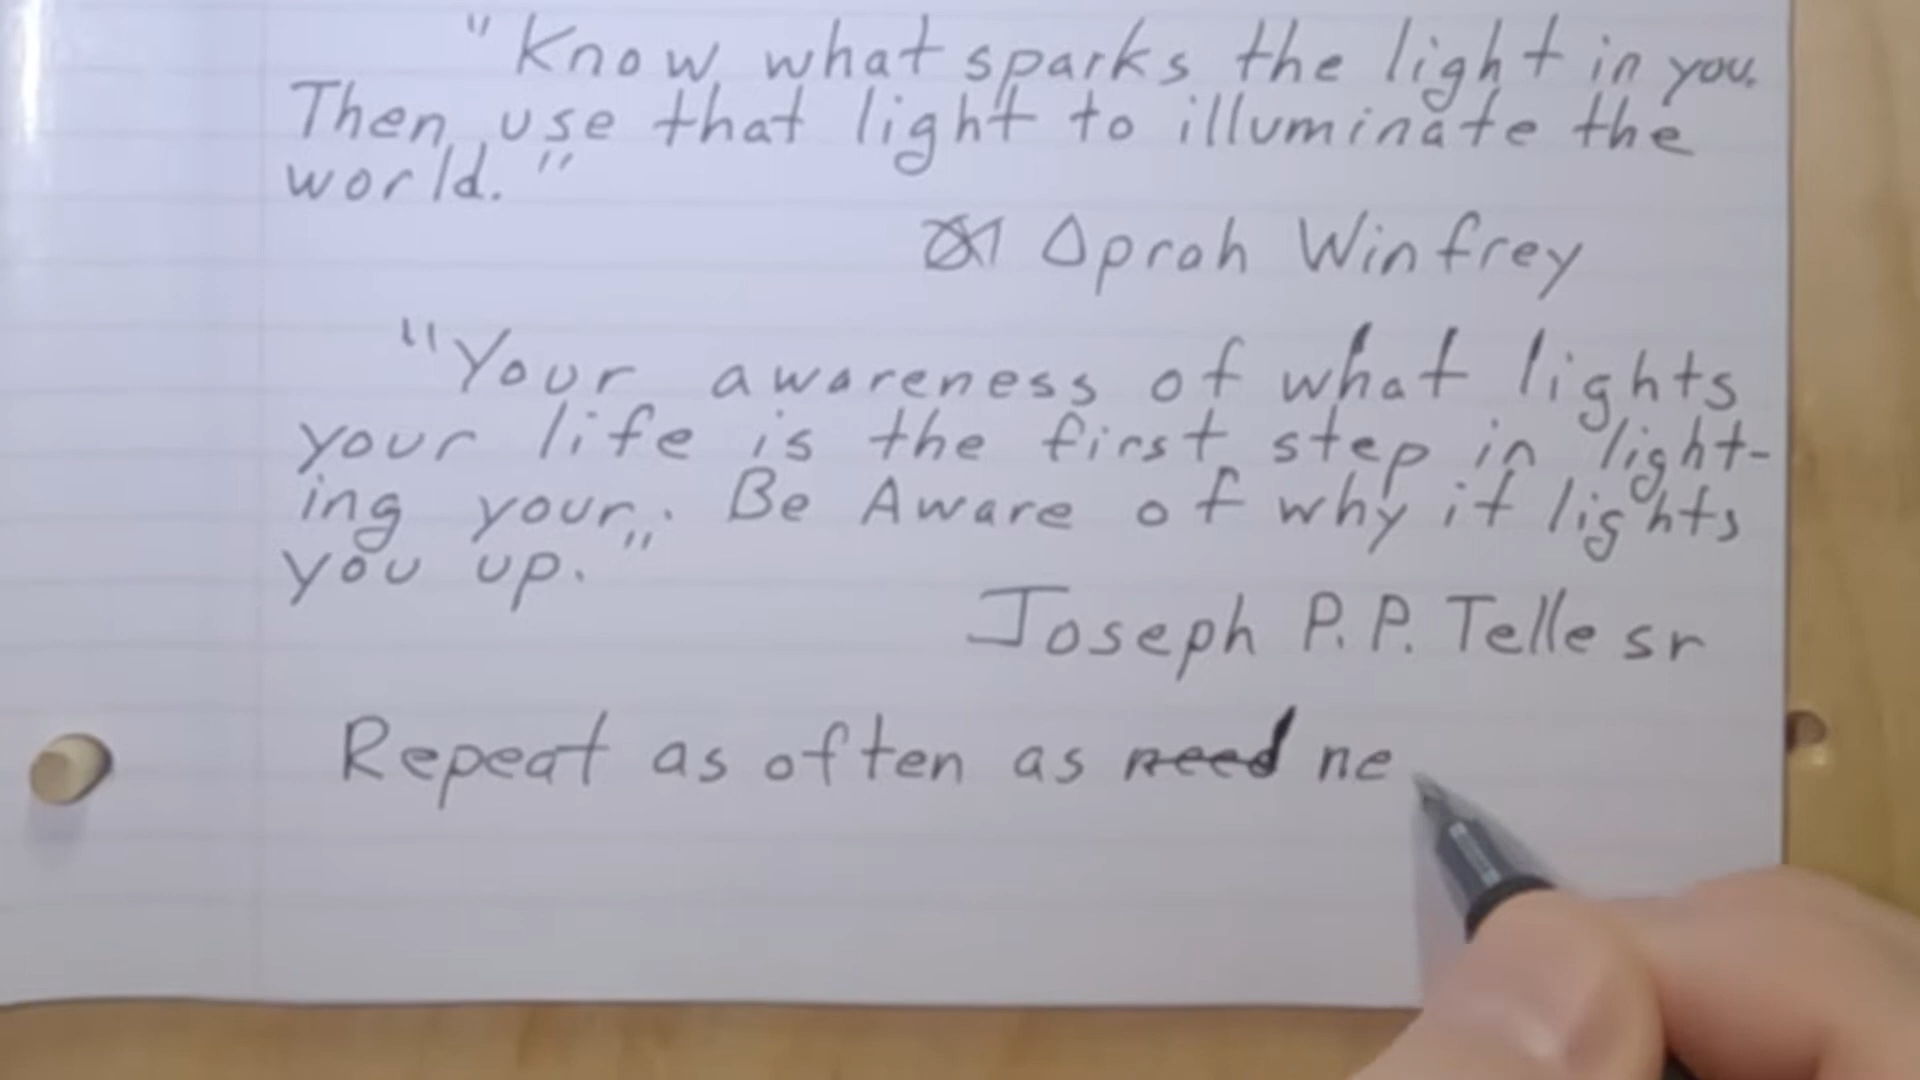 "Know what sparks the light in you.
Then use that light to illuminate the
world."
Oprah Winfrey
"Your awareness of what lights
your life is the first step in light-
ing your. Be Aware of why it lights
you up."
Joseph P.P. Telle sr
Repeat as often as need ne